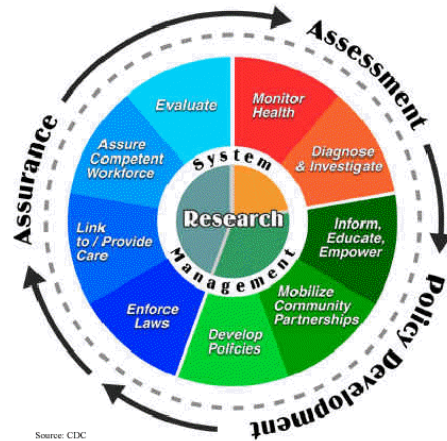 Assessment
Policy Development
Assurance
Monitor
Health
Diagnose
& Investigate
Inform,
Educate,
Empower
Mobilize
Community
Partnerships
Develop
Policies
Enforce
Laws
Link
to / Provide
Care
Assure
Competent
Workforce
Evaluate
System
Management
Research
Source: CDC